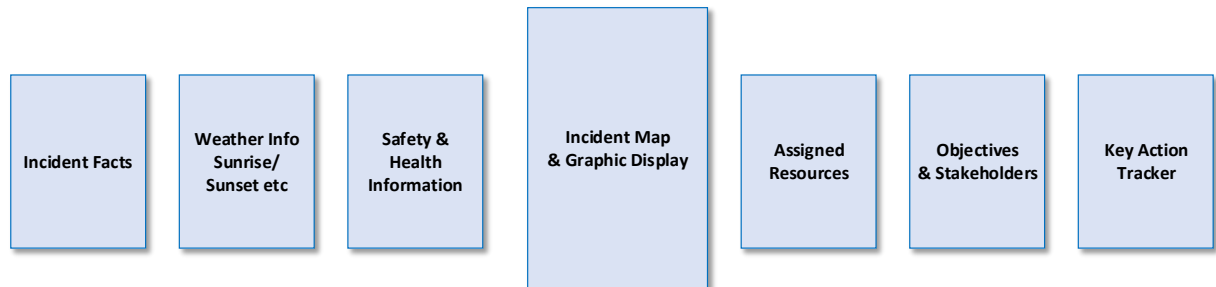 Incident Facts
Weather Info
Sunrise/
Sunset etc
Safety &
Health
Information
Incident Map
& Graphic Display
Assigned
Resources
Objectives
& Stakeholders
Key Action
Tracker